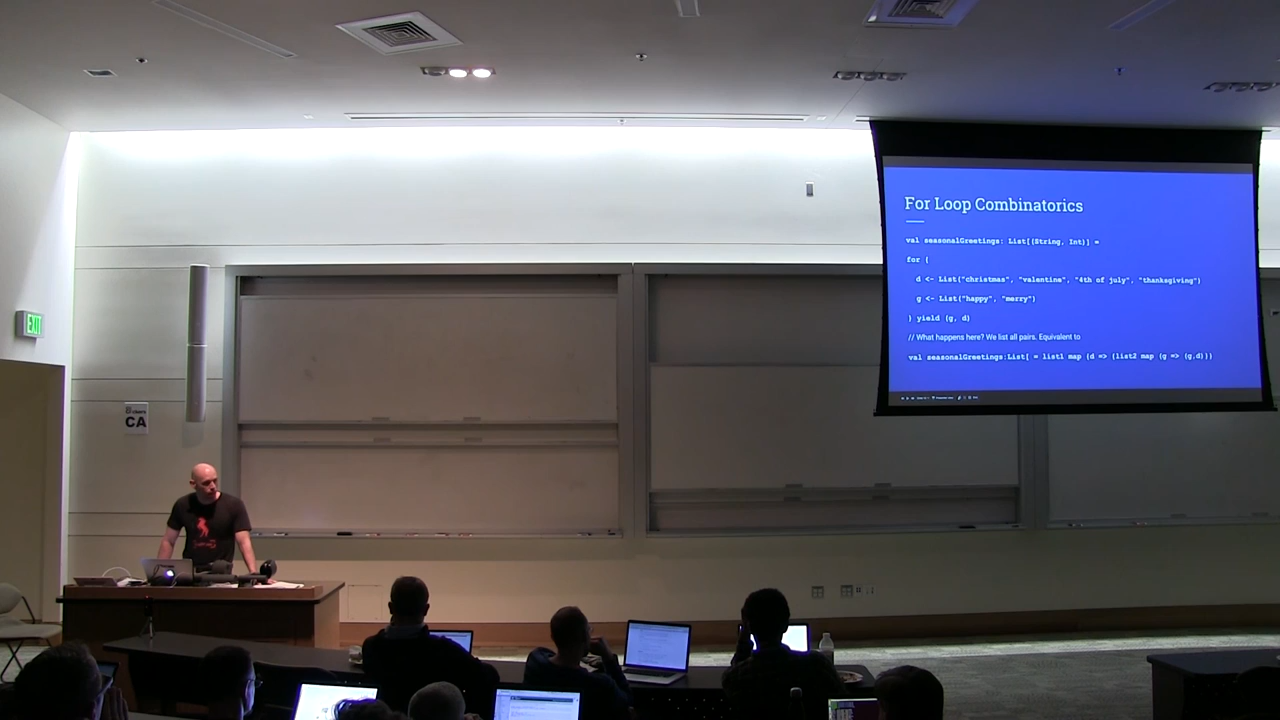 For Loop Combinatorics
val seasonalGreetings: List[(String, Int)] =
for {
d <- List("christmas", "valentine", "4th of july", "thanksgiving")
g <- List("happy", "merry")
} yield (g, d)
// What happens here? We list all pairs. Equivalent to
val seasonalGreetings:List[ = list1 map (d => (list2 map (g => (g,d)))
EXIT
CA